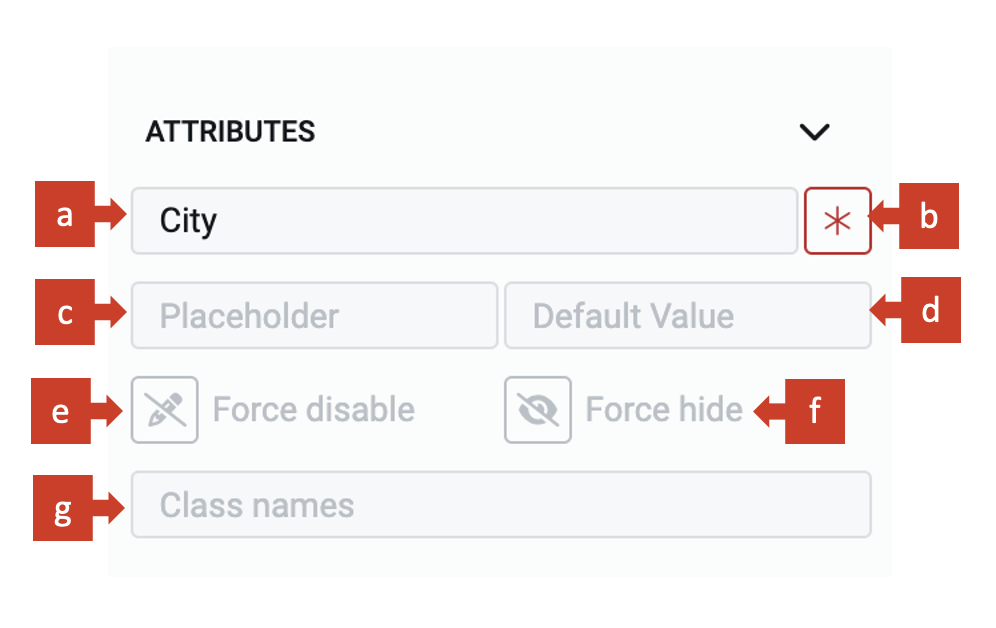 ATTRIBUTES
a City * b
c Placeholder Default Value d
e Force disable Force hide f
g Class names